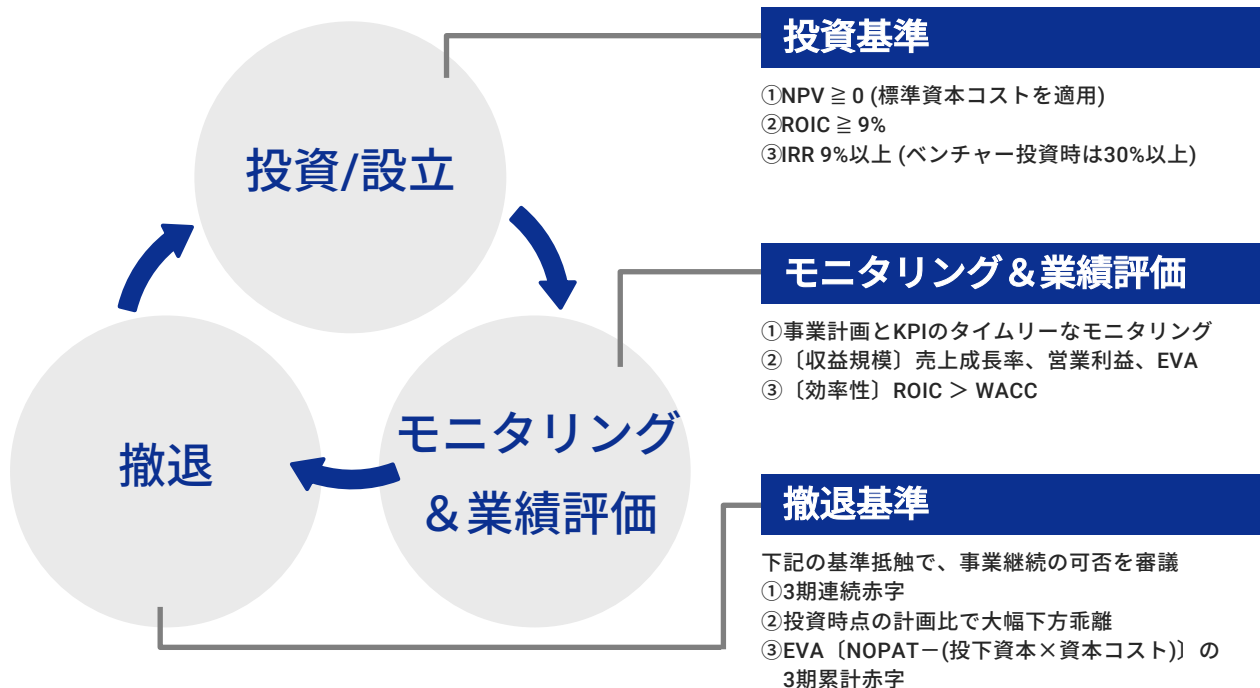 投資/設立
モニタリング
＆業績評価
撤退
投資基準
①NPV ≧ 0 (標準資本コストを適用)
②ROIC ≧ 9%
③IRR 9%以上 (ベンチャー投資時は30%以上)
モニタリング＆業績評価
①事業計画とKPIのタイムリーなモニタリング
②〔収益規模〕売上成長率、営業利益、EVA
③〔効率性〕ROIC ＞ WACC
撤退基準
下記の基準抵触で、事業継続の可否を審議
①3期連続赤字
②投資時点の計画比で大幅下方乖離
③EVA〔NOPAT－(投下資本×資本コスト)〕の
3期累計赤字